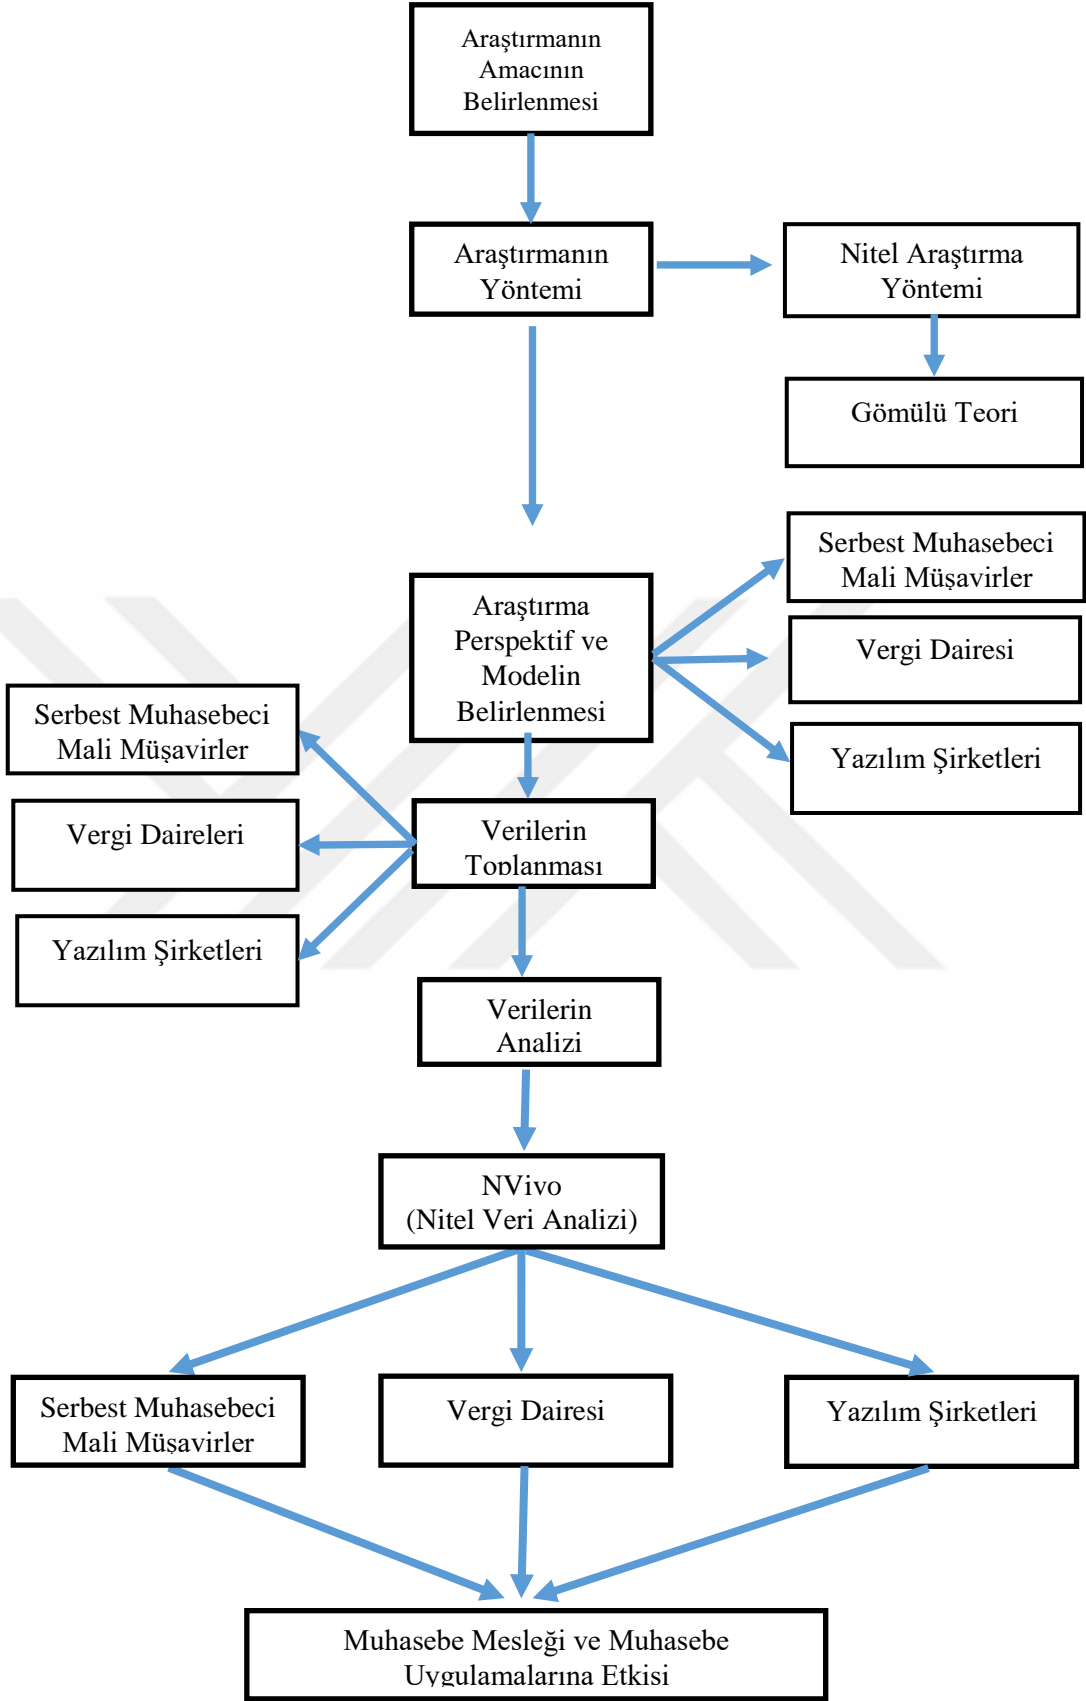 Araştırmanın
Amacının
Belirlenmesi
Araştırmanın
Yöntemi
Nitel Araştırma
Yöntemi
Gömülü Teori
Serbest Muhasebeci
Mali Müşavirler
Araştırma
Perspektif ve
Modelin
Belirlenmesi
Vergi Dairesi
Yazılım Şirketleri
Serbest Muhasebeci
Mali Müşavirler
Vergi Daireleri
Yazılım Şirketleri
Verilerin
Toplanması
Verilerin
Analizi
NVivo
(Nitel Veri Analizi)
Serbest Muhasebeci
Mali Müşavirler
Vergi Dairesi
Yazılım Şirketleri
Muhasebe Mesleği ve Muhasebe
Uygulamalarına Etkisi